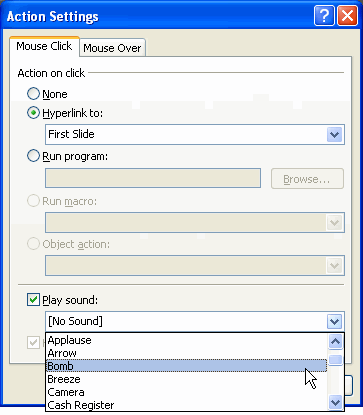 Action Settings
Mouse Click Mouse Over
Action on click
None
Hyperlink to:
First Slide
Run program:
Browse...
Run macro:
Object action:
Play sound:
[No Sound]
Applause
Arrow
Bomb
Breeze
Camera
Cash Register